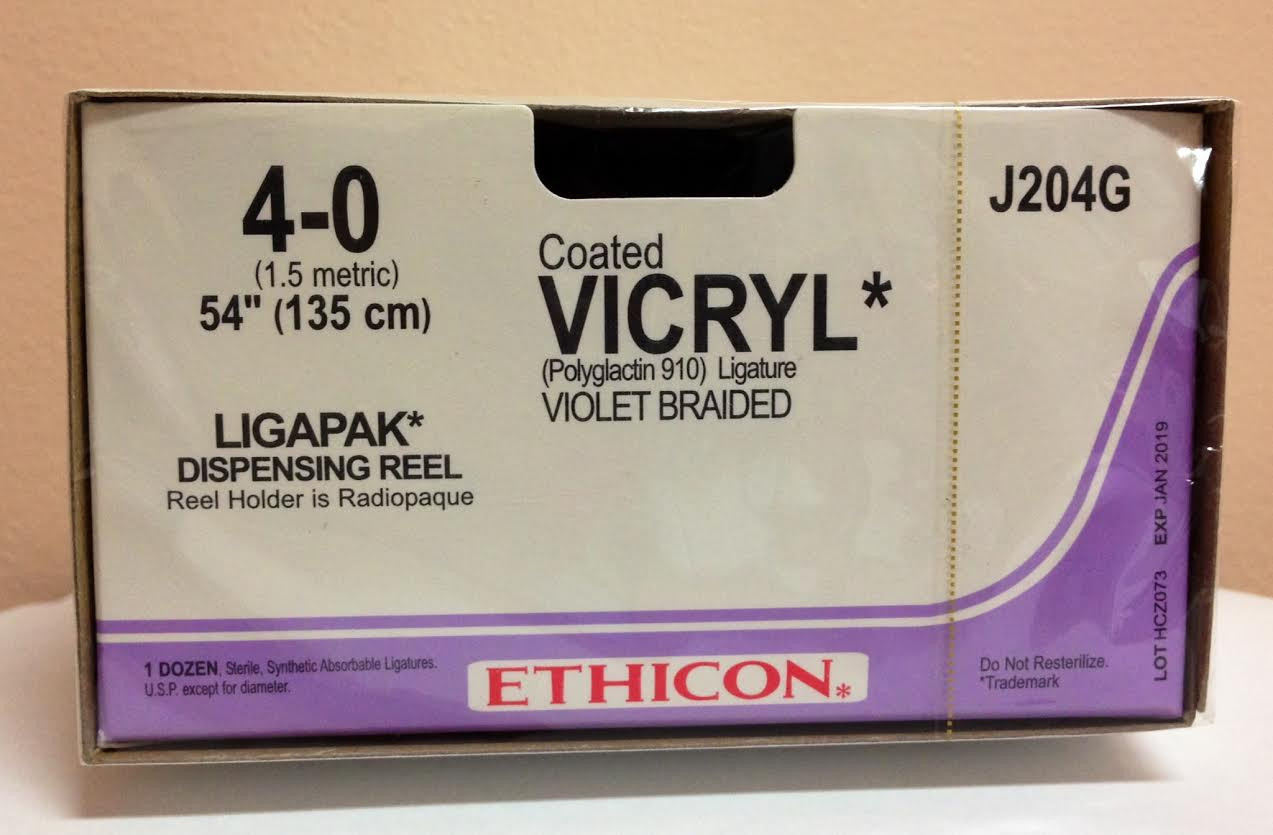 4-0
(1.5 metric)
54" (135 cm)
LIGAPAK*
DISPENSING REEL
Reel Holder is Radiopaque
Coated
VICRYL*
(Polyglactin 910) Ligature
VIOLET BRAIDED
J204G
1 DOZEN, Sterile, Synthetic Absorbable Ligatures.
U.S.P. except for diameter.
ETHICON*
Do Not Resterilize.
*Trademark
LOT HCZ073 EXP JAN 2019